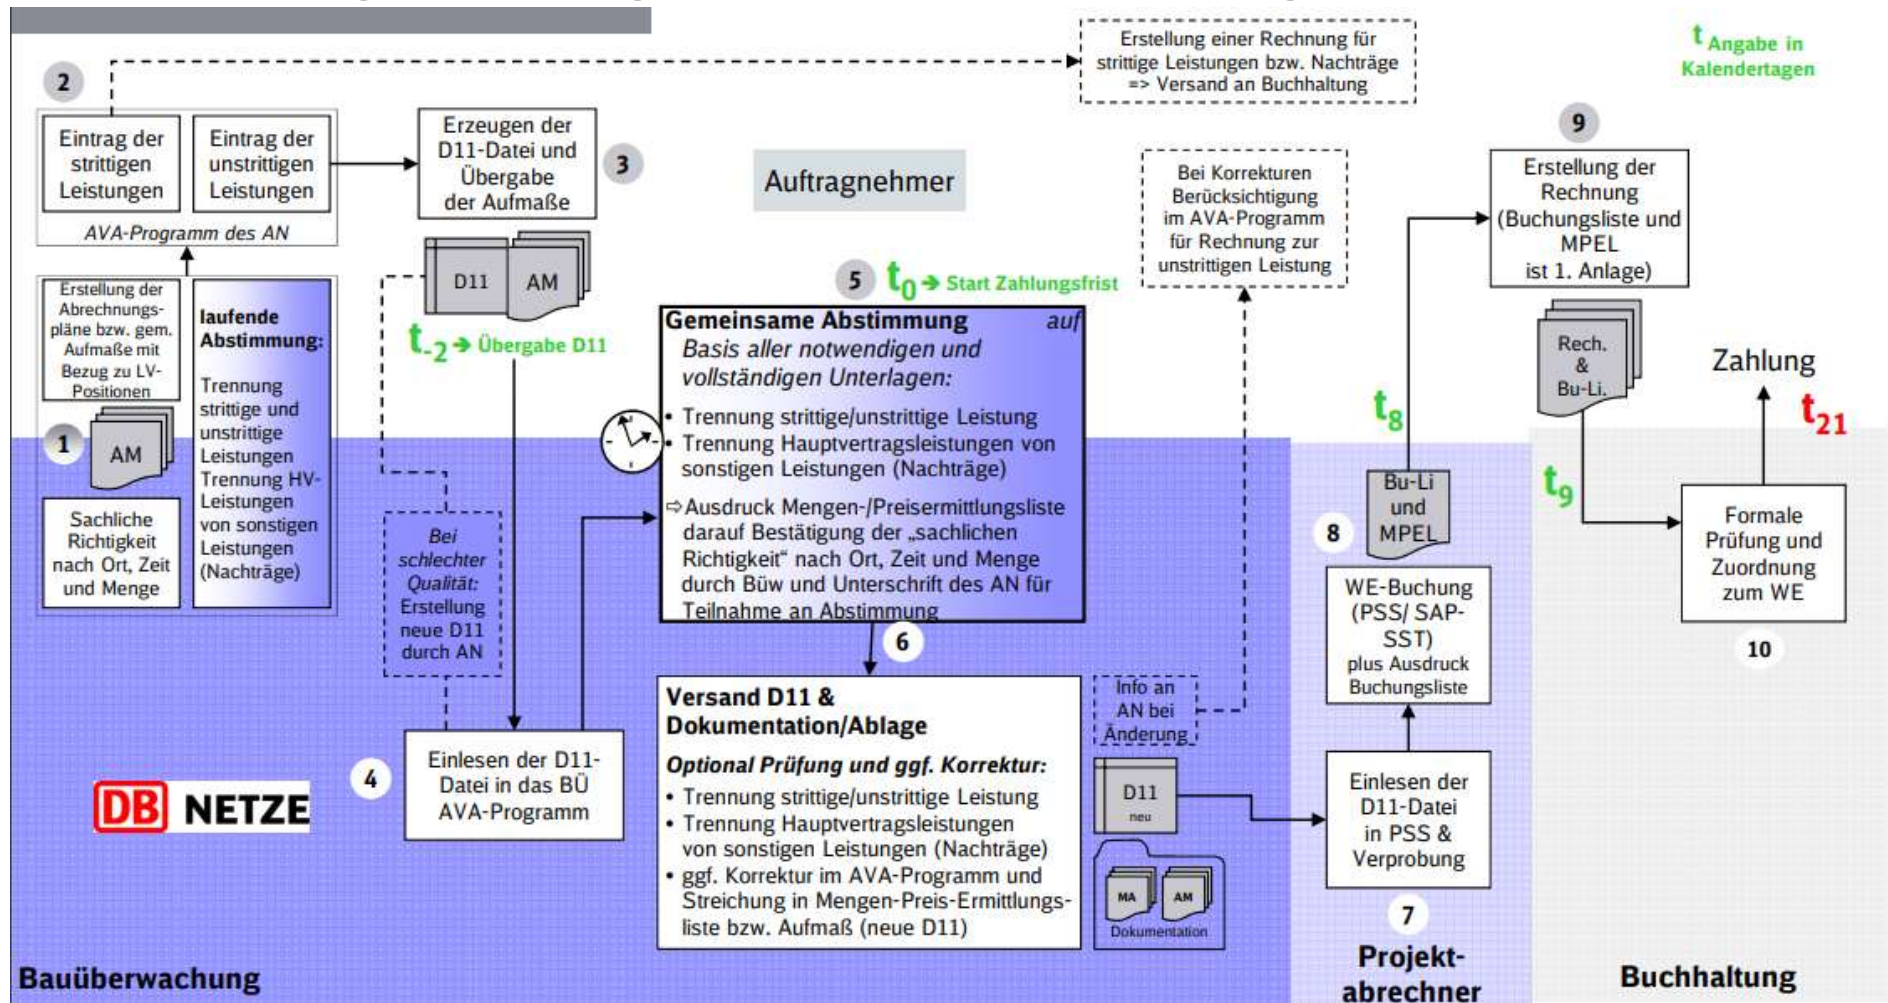 t Angabe in
Kalendertagen
Erstellung einer Rechnung für
strittige Leistungen bzw. Nachträge
=> Versand an Buchhaltung
2
Eintrag der
strittigen
Leistungen
Eintrag der
unstrittigen
Leistungen
AVA-Programm des AN
Erzeugen der
D11-Datei und
Übergabe
der Aufmaße
3
Auftragnehmer
Bei Korrekturen
Berücksichtigung
im AVA-Programm
für Rechnung zur
unstrittigen Leistung
9
Erstellung der
Rechnung
(Buchungsliste und
MPEL
ist 1. Anlage)
Erstellung der
Abrechnungs-
pläne bzw. gem.
Aufmaße mit
Bezug zu LV-
Positionen
1
AM
Sachliche
Richtigkeit
nach Ort, Zeit
und Menge
laufende
Abstimmung:
Trennung
strittige und
unstrittige
Leistungen
Trennung HV-
Leistungen
von sonstigen
Leistungen
(Nachträge)
D11
AM
t-2 → Übergabe D11
5
t0 → Start Zahlungsfrist
Gemeinsame Abstimmung auf
Basis aller notwendigen und
vollständigen Unterlagen:
• Trennung strittige/unstrittige Leistung
• Trennung Hauptvertragsleistungen von
sonstigen Leistungen (Nachträge)
⇨Ausdruck Mengen-/Preisermittlungsliste
darauf Bestätigung der „sachlichen
Richtigkeit“ nach Ort, Zeit und Menge
durch Büw und Unterschrift des AN für
Teilnahme an Abstimmung
6
Bei
schlechter
Qualität:
Erstellung
neue D11
durch AN
4
Einlesen der D11-
Datei in das BÜ
AVA-Programm
DB NETZE
Versand D11 &
Dokumentation/Ablage
Optional Prüfung und ggf. Korrektur:
• Trennung strittige/unstrittige Leistung
• Trennung Hauptvertragsleistungen
von sonstigen Leistungen (Nachträge)
• ggf. Korrektur im AVA-Programm und
Streichung in Mengen-Preis-Ermittlungs-
liste bzw. Aufmaß (neue D11)
Info an
AN bei
Änderung
D11
neu
MA
AM
Dokumentation
t8
Bu-Li
und
MPEL
8
WE-Buchung
(PSS/ SAP-
SST)
plus Ausdruck
Buchungsliste
Einlesen der
D11-Datei
in PSS &
Verprobung
7
Rech.
&
Bu-Li.
t9
Zahlung
t21
Formale
Prüfung und
Zuordnung
zum WE
10
Bauüberwachung
Projekt-
abrechner
Buchhaltung